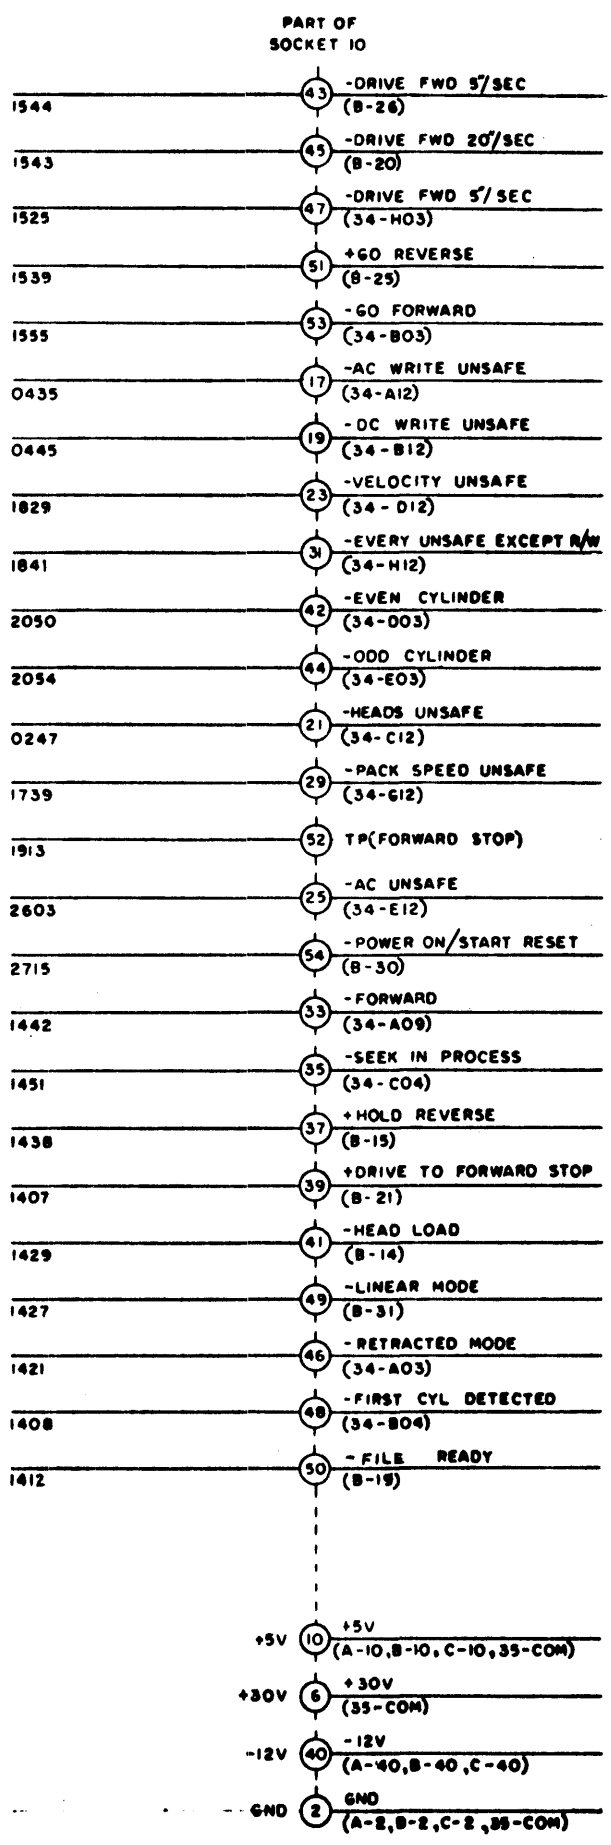 PART OF
SOCKET 10
1544 43 -DRIVE FWD 5"/SEC
(B-26)
1543 45 -DRIVE FWD 20"/SEC
(B-20)
1525 47 -DRIVE FWD 5"/SEC
(34-H03)
1539 51 +GO REVERSE
(B-25)
1555 53 -GO FORWARD
(34-B03)
0435 17 -AC WRITE UNSAFE
(34-A12)
0445 19 -DC WRITE UNSAFE
(34-B12)
1829 23 -VELOCITY UNSAFE
(34-D12)
1841 31 -EVERY UNSAFE EXCEPT R/W
(34-H12)
2050 42 -EVEN CYLINDER
(34-D03)
2054 44 -ODD CYLINDER
(34-E03)
0247 21 -HEADS UNSAFE
(34-C12)
1739 29 -PACK SPEED UNSAFE
(34-G12)
1913 52 TP(FORWARD STOP)
2603 25 -AC UNSAFE
(34-E12)
2715 54 -POWER ON/START RESET
(B-30)
1442 33 -FORWARD
(34-A09)
1451 35 -SEEK IN PROCESS
(34-C04)
1438 37 +HOLD REVERSE
(B-15)
1407 39 +DRIVE TO FORWARD STOP
(B-21)
1429 41 -HEAD LOAD
(B-14)
1427 49 -LINEAR MODE
(B-31)
1421 46 -RETRACTED MODE
(34-A03)
1408 48 -FIRST CYL DETECTED
(34-B04)
1412 50 -FILE READY
(B-19)
+5V 10 +5V
(A-10,B-10,C-10,35-COM)
+30V 6 +30V
(35-COM)
-12V 40 -12V
(A-40,B-40,C-40)
GND 2 GND
(A-2,B-2,C-2,35-COM)